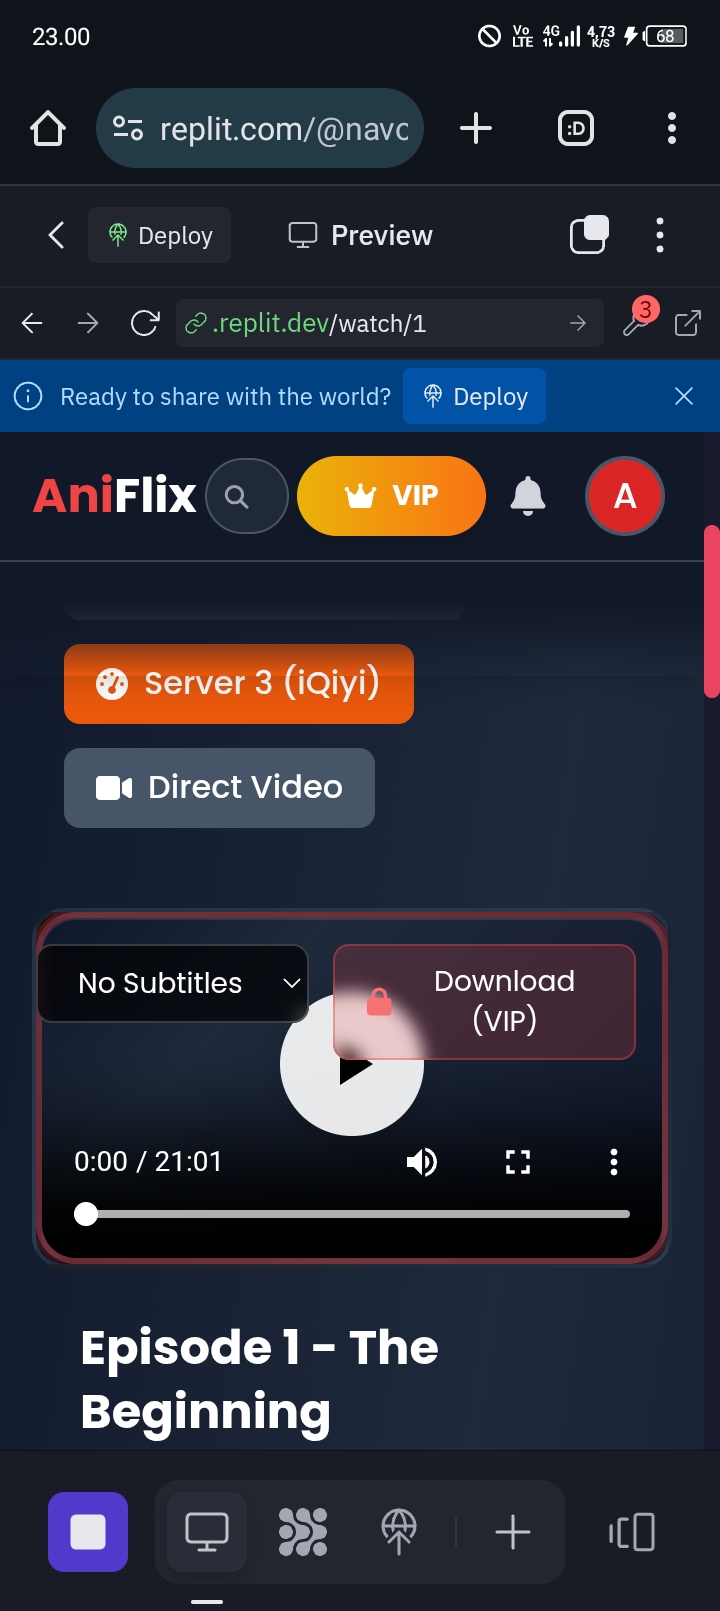 23.00
Vo LTE 4G 4,73 K/S 68
replit.com/@navc
:D
Deploy
Preview
.replit.dev/watch/1
3
Ready to share with the world?
Deploy
AniFlix
VIP
A
Server 3 (iQiyi)
Direct Video
No Subtitles
Download
(VIP)
0:00 / 21:01
Episode 1 - The
Beginning